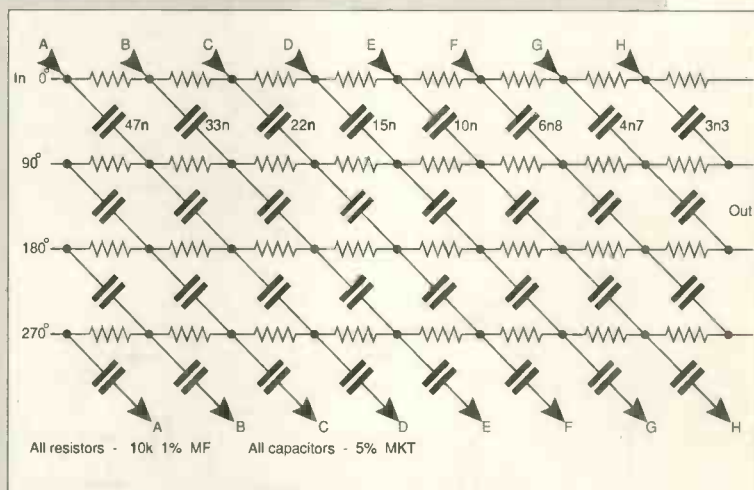 A B C D E F G H
In 0°
47n 33n 22n 15n 10n 6n8 4n7 3n3
90°
Out
180°
270°
A B C D E F G H
All resistors - 10k 1% MF All capacitors - 5% MKT